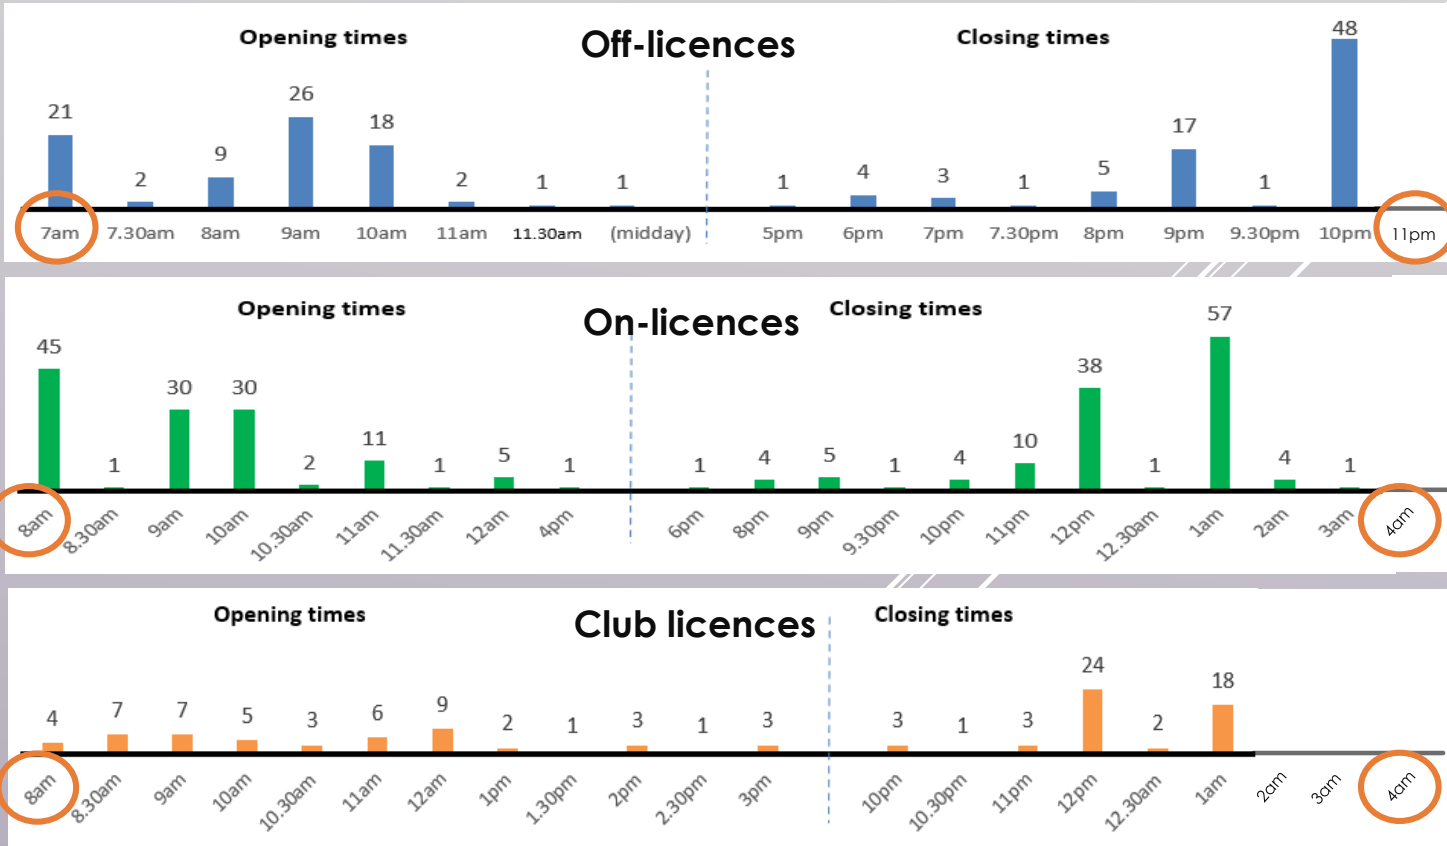 Opening times
Off-licences
Closing times
21 2 9 26 18 2 1 1 1 4 3 1 5 17 1 48
7am 7.30am 8am 9am 10am 11am 11.30am (midday) 5pm 6pm 7pm 7.30pm 8pm 9pm 9.30pm 10pm 11pm
Opening times
On-licences
Closing times
45 1 30 30 2 11 1 5 1 1 4 5 1 4 10 38 1 57 4 1
8am 8.30am 9am 10am 10.30am 11am 11.30am 12am 4pm 6pm 8pm 9pm 9.30pm 10pm 11pm 12pm 12.30am 1am 2am 3am 4am
Opening times
Club licences
Closing times
4 7 7 5 3 6 9 2 1 3 1 3 3 1 3 24 2 18
8am 8.30am 9am 10am 10.30am 11am 12am 1pm 1.30pm 2pm 2.30pm 3pm 10pm 10.30pm 11pm 12pm 12.30am 1am 2am 3am 4am